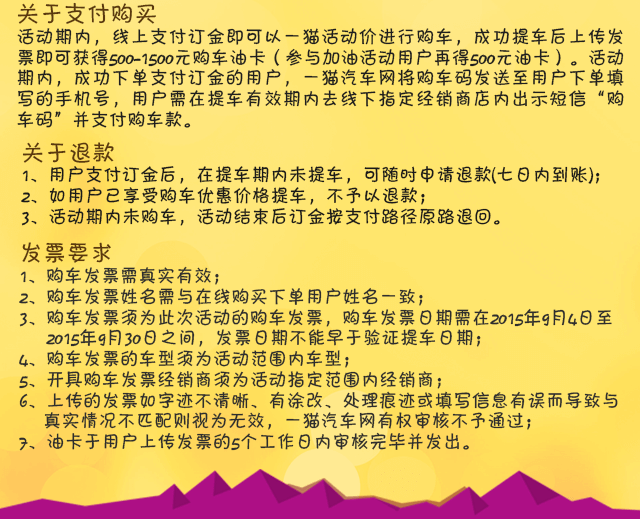 关于支付购买
活动期内，线上支付订金即可以一猫活动价进行购车，成功提车后上传发
票即可获得500-1500元购车油卡（参与加油活动用户再得500元油卡）。活动
期内，成功下单支付订金的用户，一猫汽车网将购车码发送至用户下单填
写的手机号，用户需在提车有效期内去线下指定经销商店内出示短信“购
车码”并支付购车款。
关于退款
1、用户支付订金后，在提车期内未提车，可随时申请退款(七日内到账)；
2、如用户已享受购车优惠价格提车，不予以退款；
3、活动期内未购车，活动结束后订金按支付路径原路退回。
发票要求
1、购车发票需真实有效；
2、购车发票姓名需与在线购买下单用户姓名一致；
3、购车发票须为此次活动的购车发票，购车发票日期需在2015年9月4日至
2015年9月30日之间，发票日期不能早于验证提车日期；
4、购车发票的车型须为活动范围内车型；
5、开具购车发票经销商须为活动指定范围内经销商；
6、上传的发票如字迹不清晰、有涂改、处理痕迹或填写信息有误而导致与
真实情况不匹配则视为无效，一猫汽车网有权审核不予通过；
7、油卡于用户上传发票的5个工作日内审核完毕并发出。